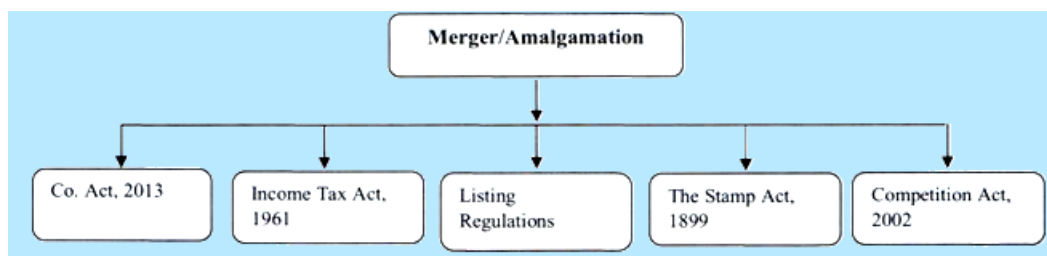 Merger/Amalgamation
Co. Act, 2013
Income Tax Act,
1961
Listing
Regulations
The Stamp Act,
1899
Competition Act,
2002